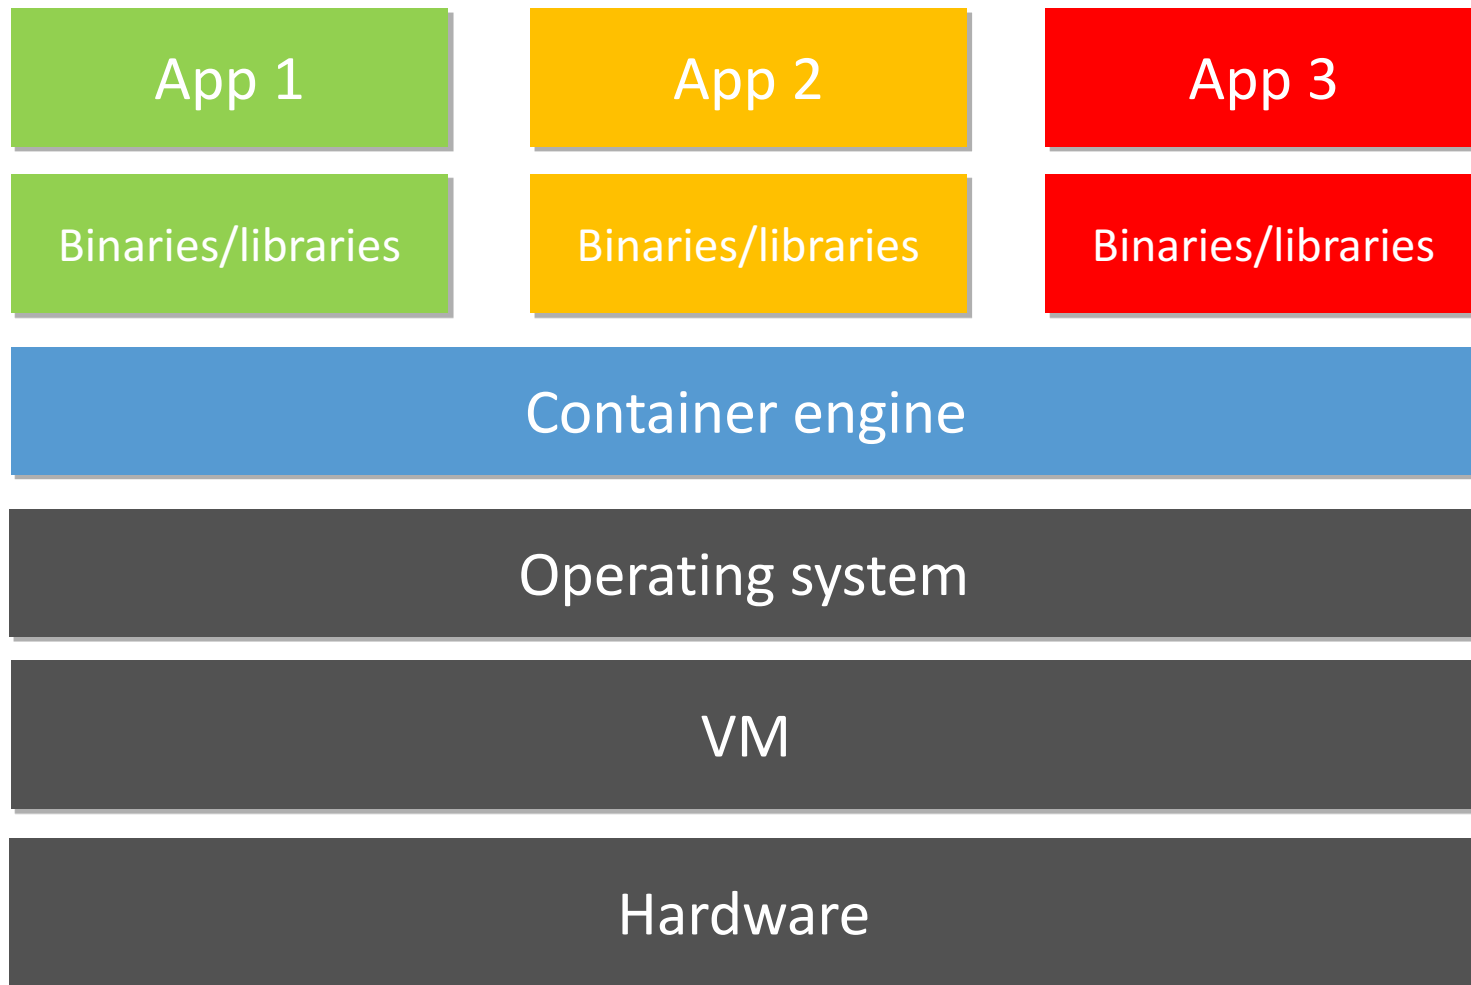 App 1
App 2
App 3
Binaries/libraries
Binaries/libraries
Binaries/libraries
Container engine
Operating system
VM
Hardware